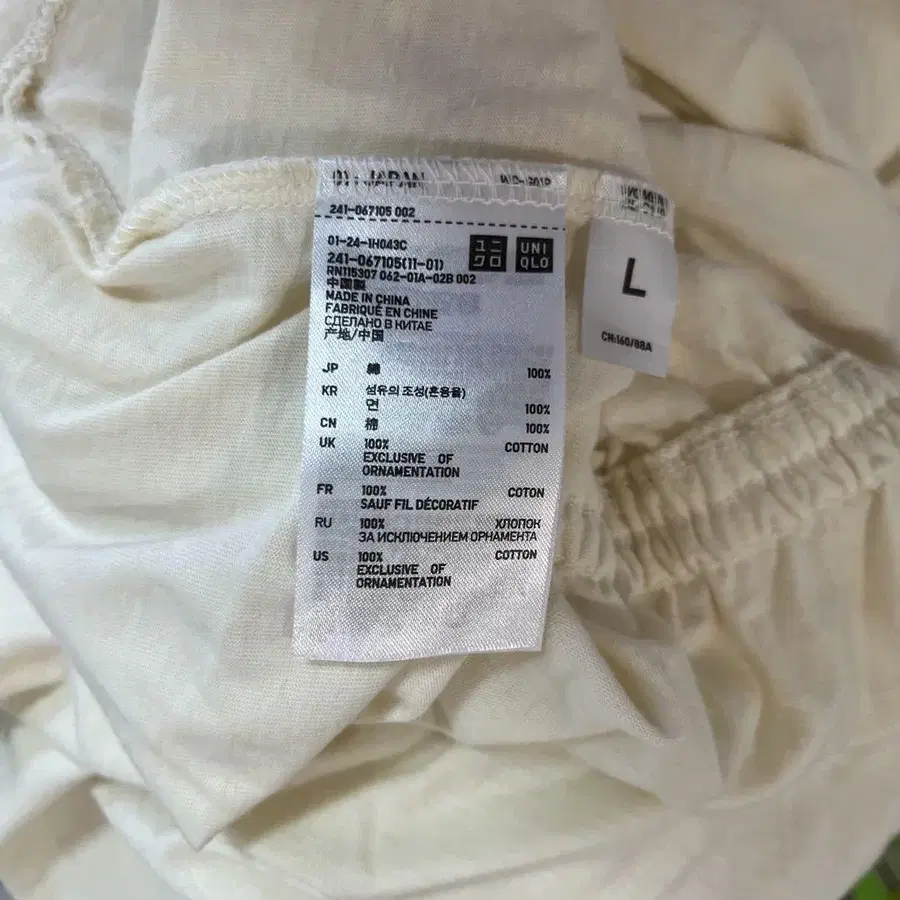 241-067105 002
01-24-1H043C
241-067105(11-01)
RN115307 062-01A-02B 002
ユニクロ
UNIQLO
中国製
MADE IN CHINA
FABRIQUÉ EN CHINE
СДЕЛАНО В КИТАЕ
产地/中国
JP 綿 100%
KR 섬유의 조성(혼용율)
면 100%
CN 棉 100%
UK 100% COTTON
EXCLUSIVE OF
ORNAMENTATION
FR 100% COTON
SAUF FIL DÉCORATIF
RU 100% ХЛОПОК
ЗА ИСКЛЮЧЕНИЕМ ОРНАМЕНТА
US 100% COTTON
EXCLUSIVE OF
ORNAMENTATION
L
CN:160/88A